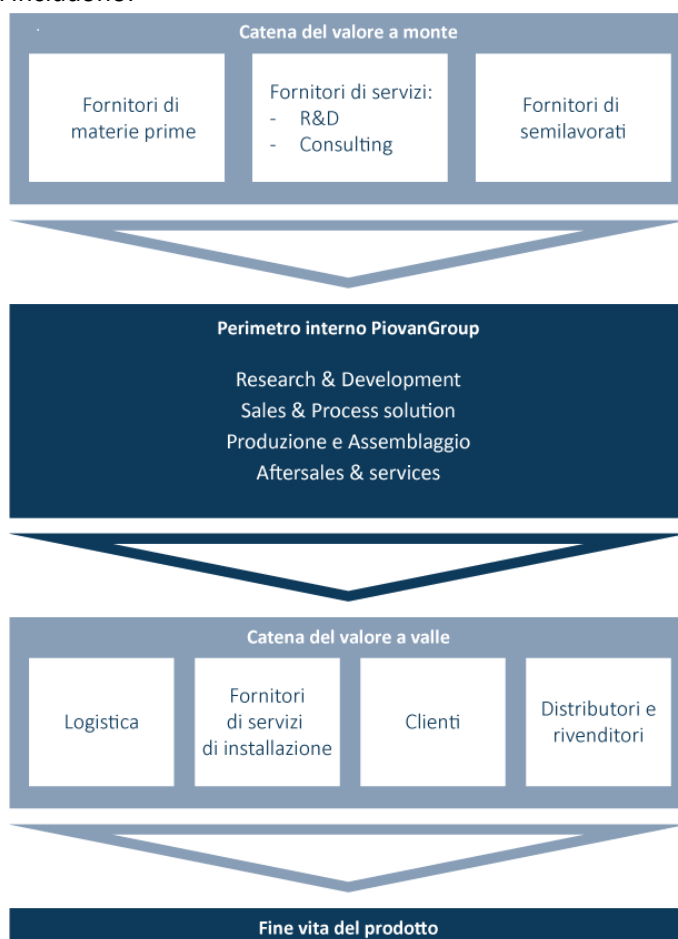 Catena del valore a monte
Fornitori di
materie prime
Fornitori di servizi:
- R&D
- Consulting
Fornitori di
semilavorati
Perimetro interno PiovanGroup
Research & Development
Sales & Process solution
Produzione e Assemblaggio
Aftersales & services
Catena del valore a valle
Logistica
Fornitori
di servizi
di installazione
Clienti
Distributori e
rivenditori
Fine vita del prodotto